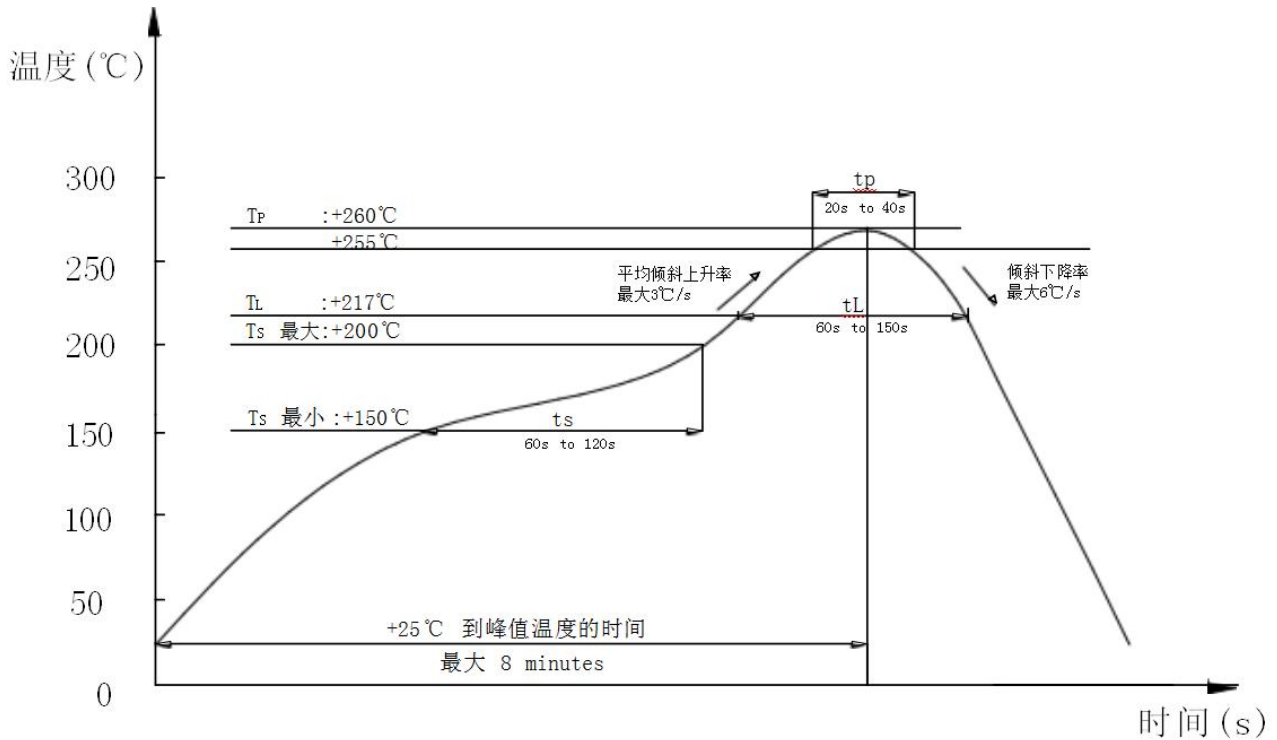 温度(℃)
300
tp
20s to 40s
TP :+260℃
+255℃
250
平均倾斜上升率
最大3℃/s
倾斜下降率
最大6℃/s
TL :+217℃
tL
60s to 150s
Ts 最大:+200℃
200
Ts 最小:+150℃
ts
150
60s to 120s
100
50
+25℃ 到峰值温度的时间
最大 8 minutes
0
时间(s)